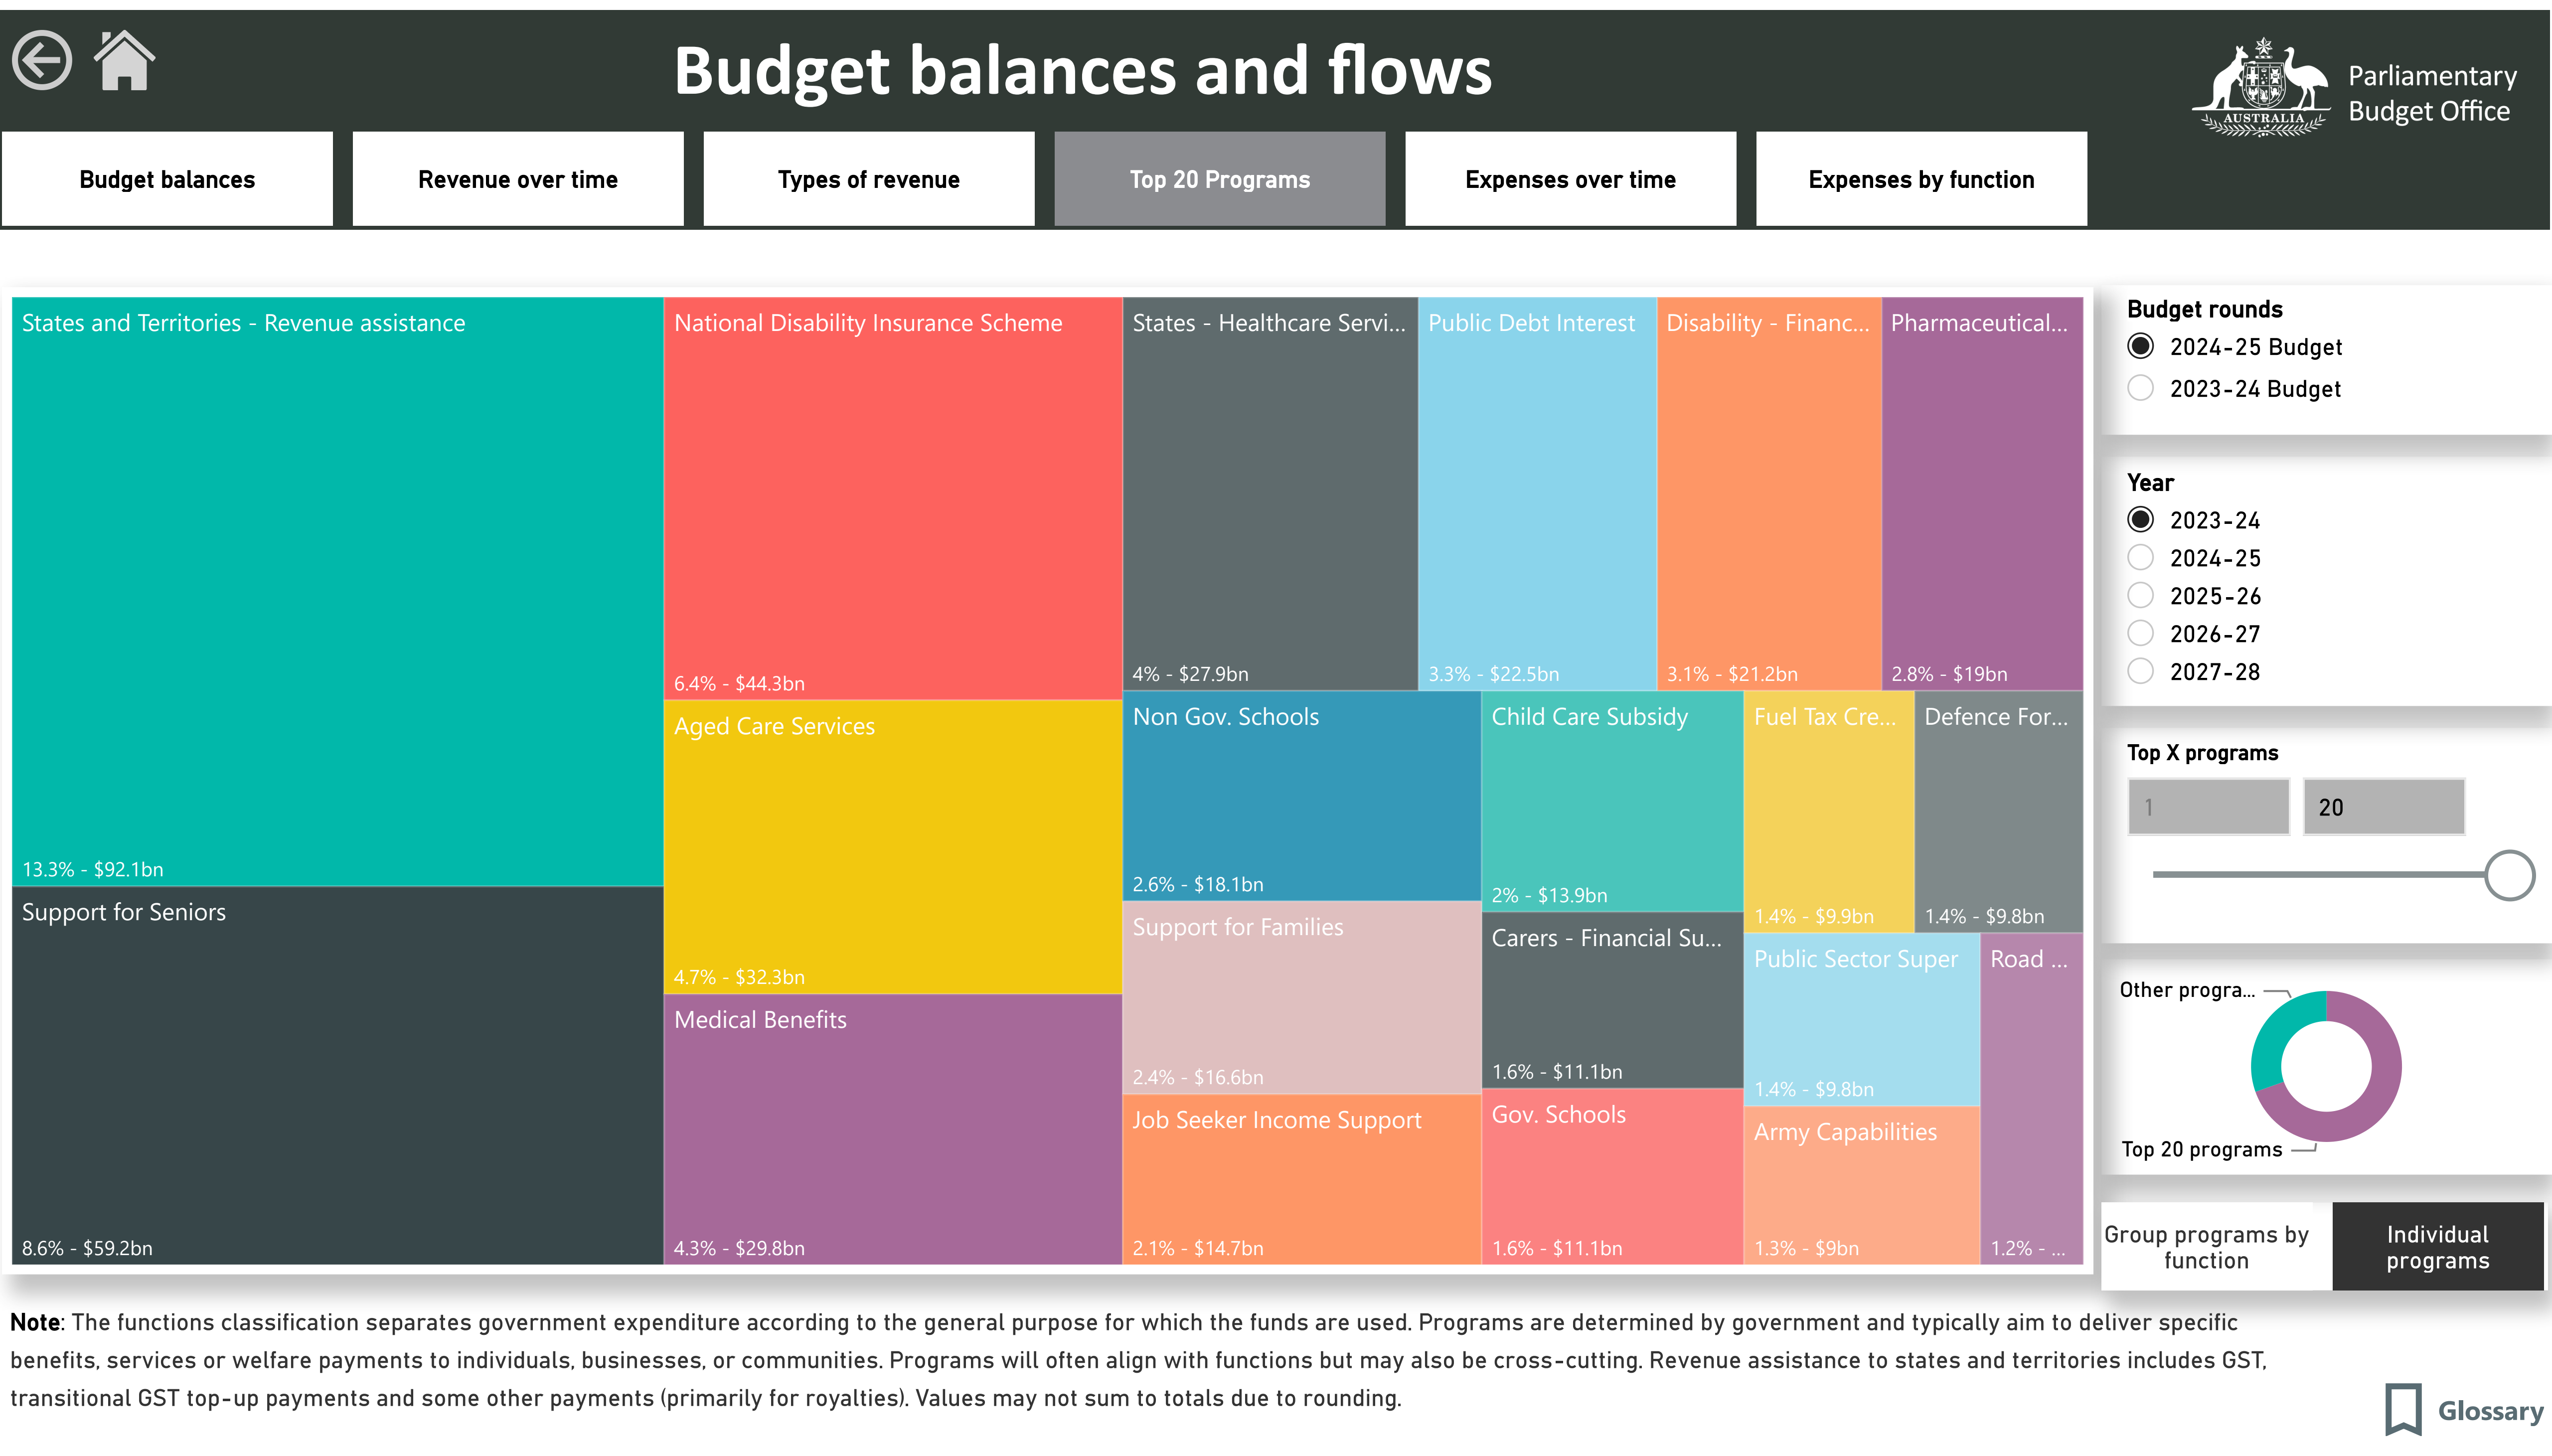 Budget balances and flows
AUSTRALIA
Parliamentary
Budget Office
Budget balances
Revenue over time
Types of revenue
Top 20 Programs
Expenses over time
Expenses by function
States and Territories - Revenue assistance
13.3% - $92.1bn
Support for Seniors
8.6% - $59.2bn
National Disability Insurance Scheme
6.4% - $44.3bn
Aged Care Services
4.7% - $32.3bn
Medical Benefits
4.3% - $29.8bn
States - Healthcare Servi...
4% - $27.9bn
Public Debt Interest
3.3% - $22.5bn
Disability - Financ...
3.1% - $21.2bn
Pharmaceutical...
2.8% - $19bn
Non Gov. Schools
2.6% - $18.1bn
Support for Families
2.4% - $16.6bn
Job Seeker Income Support
2.1% - $14.7bn
Child Care Subsidy
2% - $13.9bn
Carers - Financial Su...
1.6% - $11.1bn
Gov. Schools
1.6% - $11.1bn
Fuel Tax Cre...
1.4% - $9.9bn
Defence For...
1.4% - $9.8bn
Public Sector Super
1.4% - $9.8bn
Army Capabilities
1.3% - $9bn
Road ...
1.2% - ...
Budget rounds
2024-25 Budget
2023-24 Budget
Year
2023-24
2024-25
2025-26
2026-27
2027-28
Top X programs
1
20
Other progra...
Top 20 programs
Group programs by
function
Individual
programs
Note: The functions classification separates government expenditure according to the general purpose for which the funds are used. Programs are determined by government and typically aim to deliver specific
benefits, services or welfare payments to individuals, businesses, or communities. Programs will often align with functions but may also be cross-cutting. Revenue assistance to states and territories includes GST,
transitional GST top-up payments and some other payments (primarily for royalties). Values may not sum to totals due to rounding.
Glossary